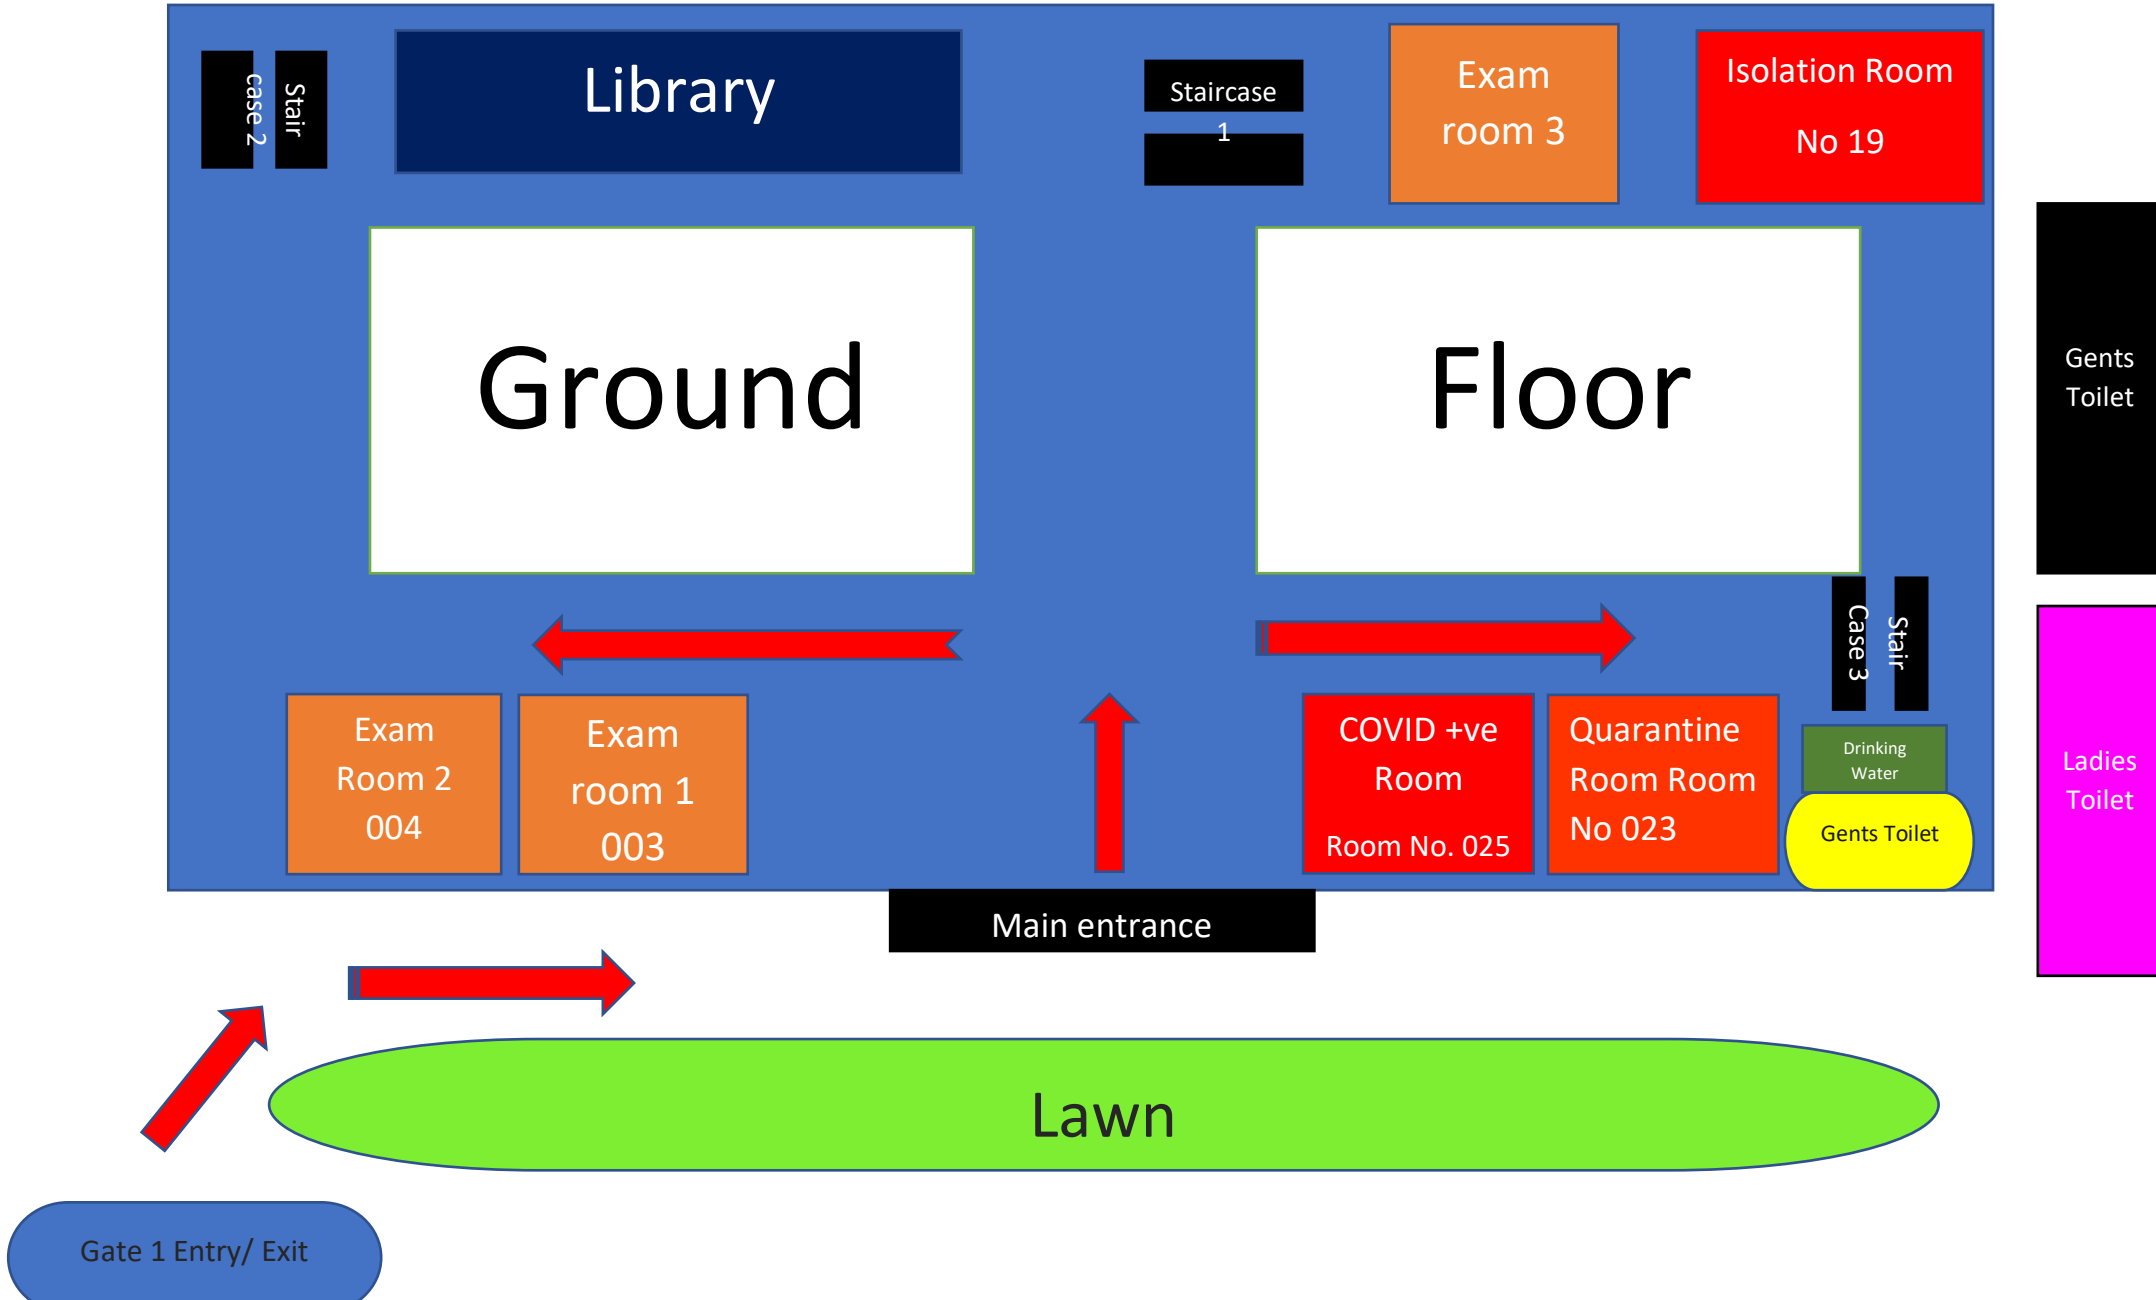 Stair
case 2
Library
Staircase
1
Exam
room 3
Isolation Room
No 19
Ground
Floor
Gents
Toilet
Stair
Case 3
Exam
Room 2
004
Exam
room 1
003
COVID +ve
Room
Room No. 025
Quarantine
Room Room
No 023
Drinking
Water
Gents Toilet
Ladies
Toilet
Main entrance
Lawn
Gate 1 Entry/ Exit